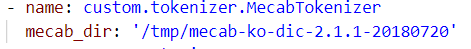 - name: custom.tokenizer.MecabTokenizer
  mecab_dir: '/tmp/mecab-ko-dic-2.1.1-20180720'